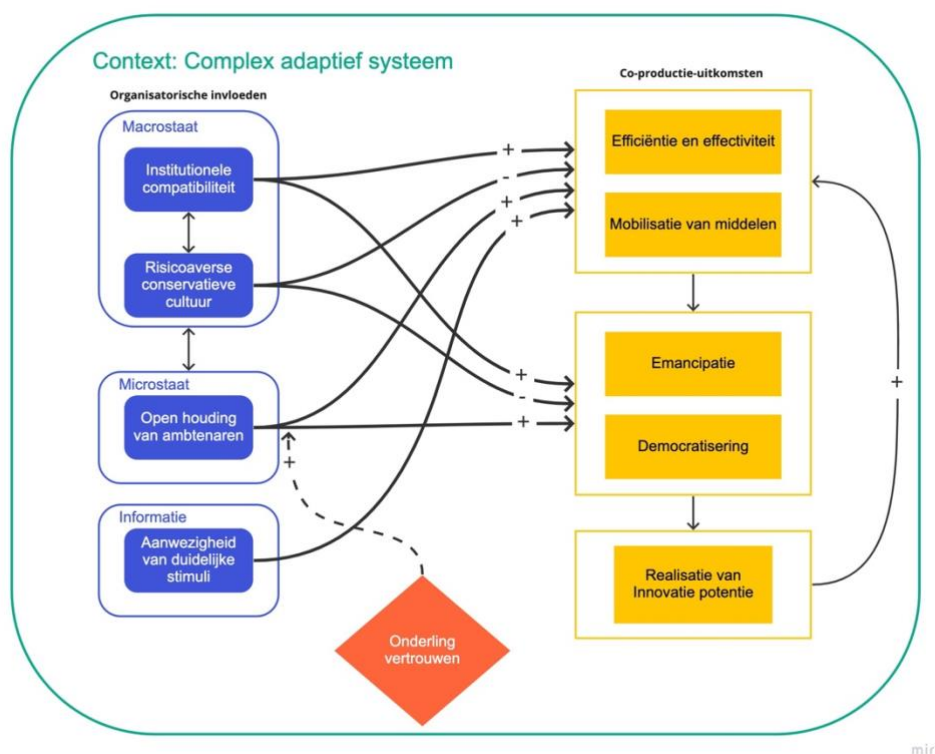 Context: Complex adaptief systeem
Organisatorische invloeden
Macrostaat
Institutionele
compatibiliteit
Risicoaverse
conservatieve
cultuur
Microstaat
Open houding
van ambtenaren
Informatie
Aanwezigheid
van duidelijke
stimuli
+
-
+
+
+
-
+
+
Onderling
vertrouwen
Co-productie-uitkomsten
Efficiëntie en effectiviteit
Mobilisatie van middelen
Emancipatie
Democratisering
Realisatie van
Innovatie potentie
+
mir